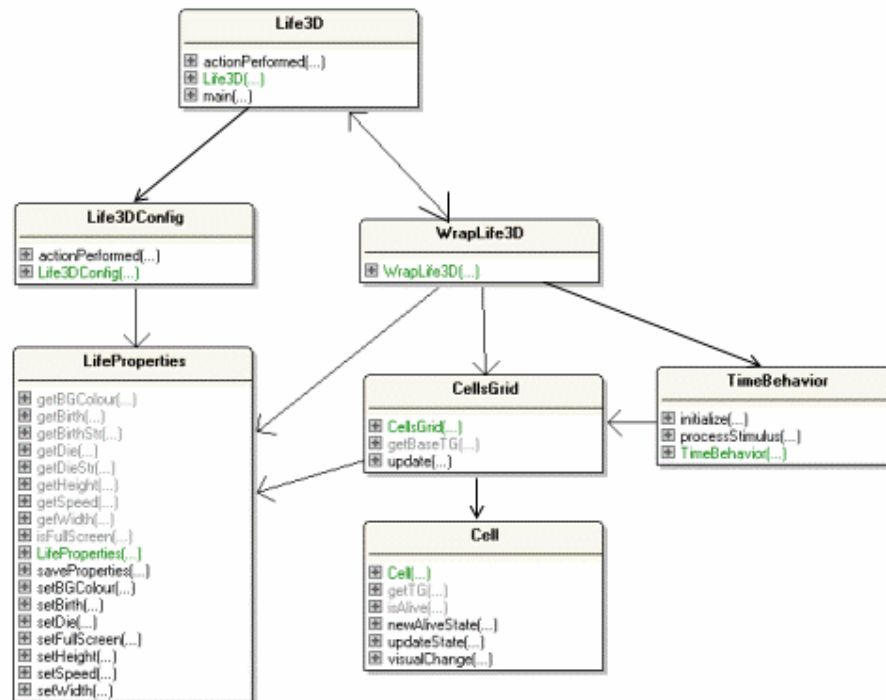 Life3D
actionPerformed(...)
Life3D(...)
main(...)
Life3DConfig
actionPerformed(...)
Life3DConfig(...)
WrapLife3D
WrapLife3D(...)
LifeProperties
getBGColour(...)
getBirth(...)
getBirthStr(...)
getDie(...)
getDieStr(...)
getHeight(...)
getSpeed(...)
getWidth(...)
isFullScreen(...)
LifeProperties(...)
saveProperties(...)
setBGColour(...)
setBirth(...)
setDie(...)
setFullScreen(...)
setHeight(...)
setSpeed(...)
setWidth(...)
CellsGrid
CellsGrid(...)
getBaseTG(...)
update(...)
TimeBehavior
initialize(...)
processStimulus(...)
TimeBehavior(...)
Cell
Cell(...)
getTG(...)
isAlive(...)
newAliveState(...)
updateState(...)
visualChange(...)